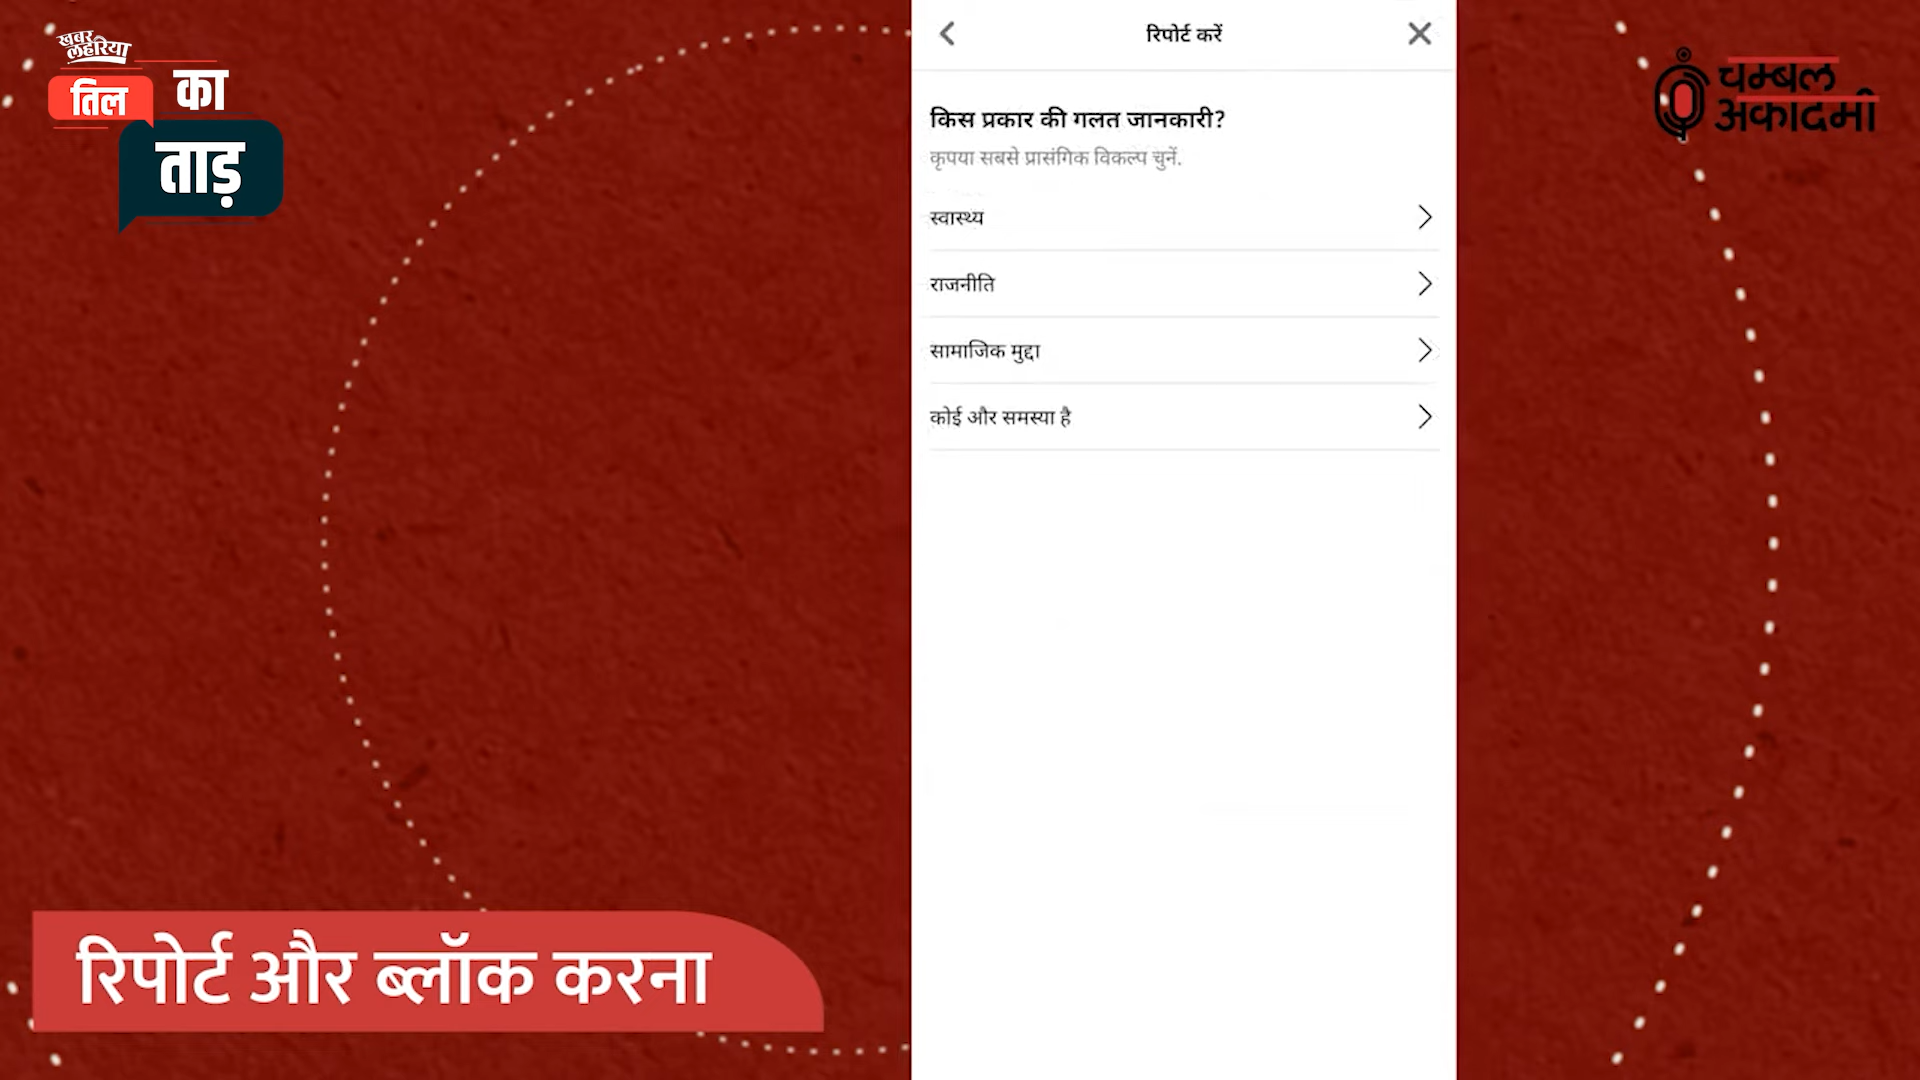 खबर
लहरिया
तिल का
ताड़
रिपोर्ट करें
किस प्रकार की गलत जानकारी?
कृपया सबसे प्रासंगिक विकल्प चुनें.
स्वास्थ्य
राजनीति
सामाजिक मुद्दा
कोई और समस्या है
चम्बल
अकादमी
रिपोर्ट और ब्लॉक करना